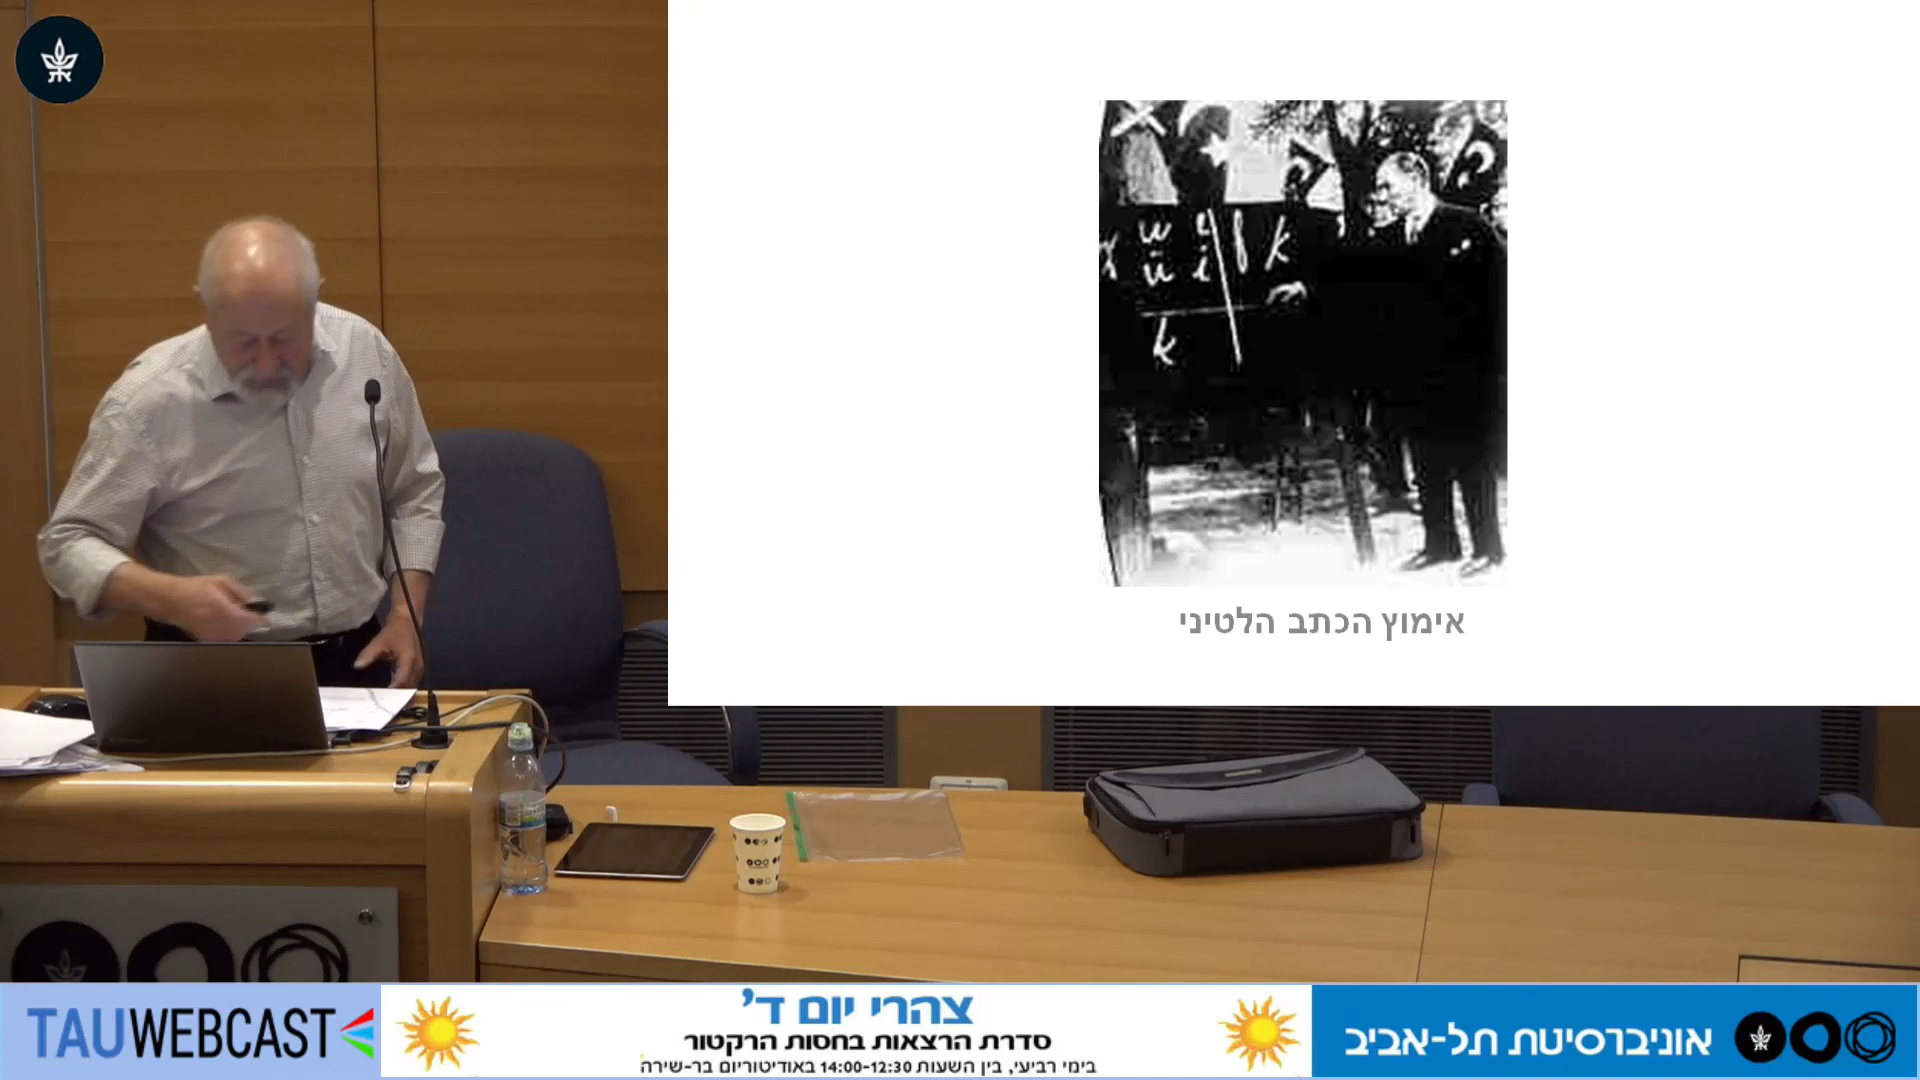 אימוץ הכתב הלטיני
TAUWEBCAST
צהרי יום ד'
סדרת הרצאות בחסות הרקטור
בימי רביעי, בין השעות 14:00-12:30 באודיטוריום בר-שירה
אוניברסיטת תל-אביב